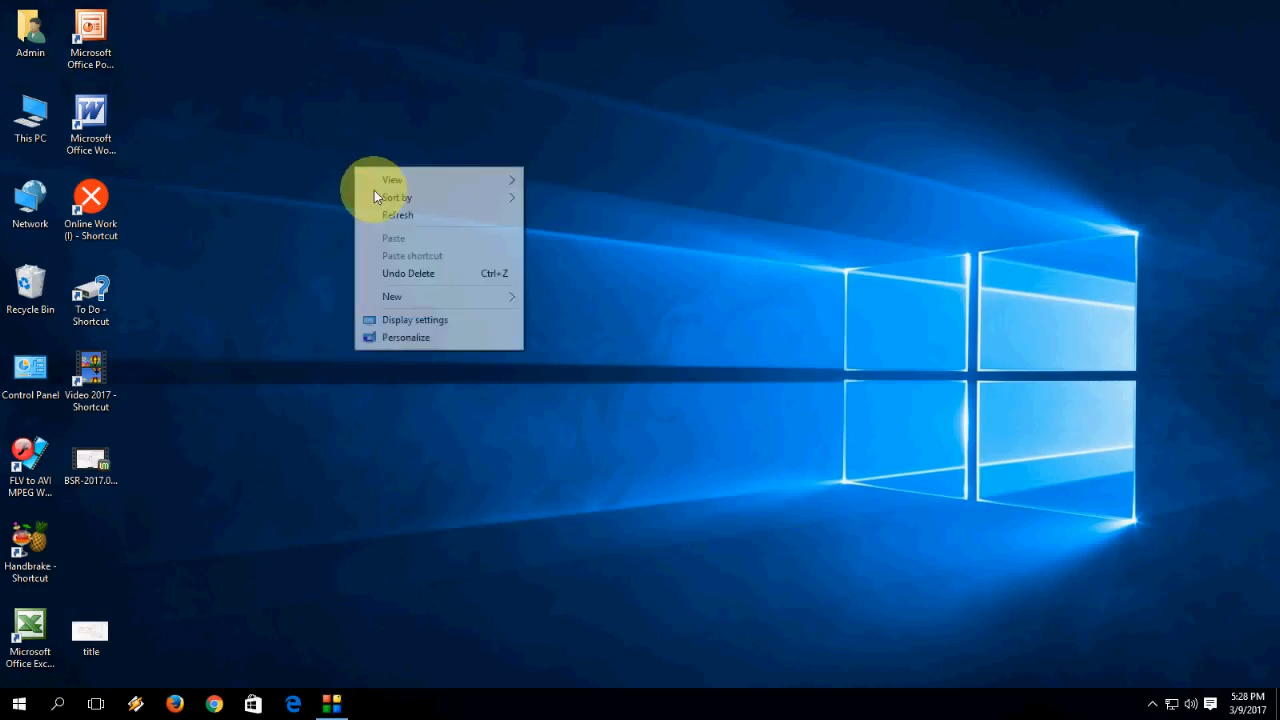 Admin
Microsoft
Office Po...
This PC
Microsoft
Office Wo...
Network
Online Work
(I) - Shortcut
Recycle Bin
To Do -
Shortcut
Control Panel
Video 2017 -
Shortcut
FLV to AVI
MPEG W...
BSR-2017.0...
Handbrake -
Shortcut
Microsoft
Office Exc...
title
View
Sort by
Refresh
Paste
Paste shortcut
Undo Delete Ctrl+Z
New
Display settings
Personalize
5:28 PM
3/9/2017